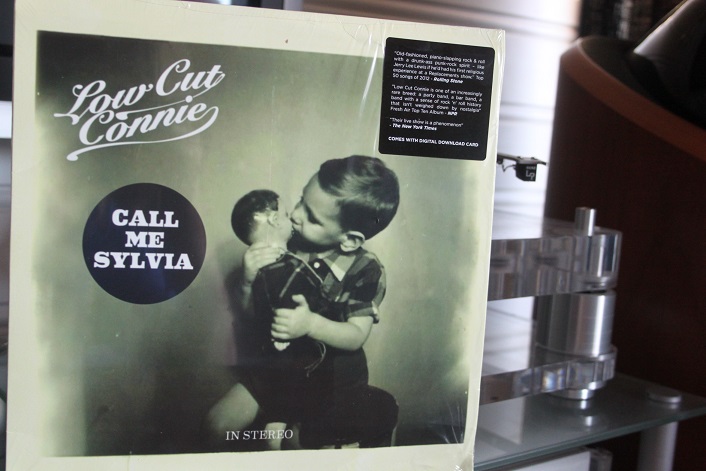 Low Cut
Connie
CALL
ME
SYLVIA
"Old-fashioned, piano-slapping rock & roll
with a drunk-ass punk-rock spirit – like
Jerry Lee Lewis if he'd had his first religious
experience at a Replacements show." Top
50 songs of 2012 - Rolling Stone
"Low Cut Connie is one of an increasingly
rare breed: a party band, a bar band, a
band with a sense of rock 'n' roll history
that isn't weighed down by nostalgia"
Fresh Air Top Ten Album - NPR
"Their live show is a phenomenon"
- The New York Times
COMES WITH DIGITAL DOWNLOAD CARD
IN STEREO